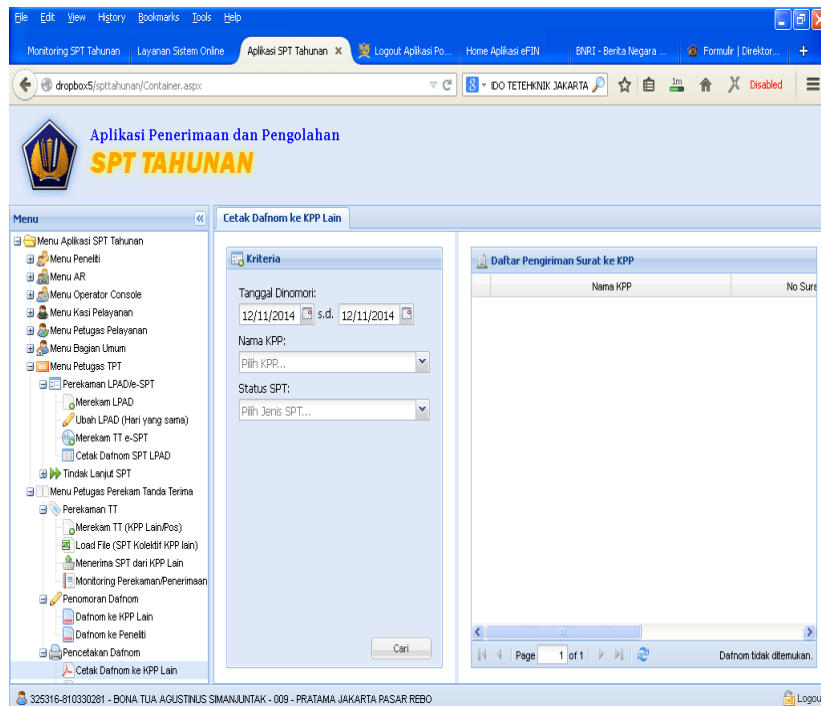 File Edit View History Bookmarks Tools Help
Monitoring SPT Tahunan Layanan Sistem Online Aplikasi SPT Tahunan Logout Aplikasi Po... Home Aplikasi eFIN BNRI - Berita Negara ... Formulir | Direktor...
dropbox5/spttahunan/Container.aspx 8 IDO TETEHKNIK JAKARTA 1m Disabled
Aplikasi Penerimaan dan Pengolahan
SPT TAHUNAN
Menu
Menu Aplikasi SPT Tahunan
Menu Peneliti
Menu AR
Menu Operator Console
Menu Kasi Pelayanan
Menu Petugas Pelayanan
Menu Bagian Umum
Menu Petugas TPT
Perekaman LPAD/e-SPT
Merekam LPAD
Ubah LPAD (Hari yang sama)
Merekam TT e-SPT
Cetak Dafnom SPT LPAD
Tindak Lanjut SPT
Menu Petugas Perekam Tanda Terima
Perekaman TT
Merekam TT (KPP Lain/Pos)
Load File (SPT Kolektif KPP lain)
Menerima SPT dari KPP Lain
Monitoring Perekaman/Penerimaan
Penomoran Dafnom
Dafnom ke KPP Lain
Dafnom ke Peneliti
Pencetakan Dafnom
Cetak Dafnom ke KPP Lain
Cetak Dafnom ke KPP Lain
Kriteria
Tanggal Dinomori:
12/11/2014 s.d. 12/11/2014
Nama KPP:
Pilih KPP...
Status SPT:
Pilih Jenis SPT...
Cari
Daftar Pengiriman Surat ke KPP
Nama KPP No Sura
Page 1 of 1 Dafnom tidak ditemukan.
325316-810330281 - BONA TUA AGUSTINUS SIMANJUNTAK - 009 - PRATAMA JAKARTA PASAR REBO Logou